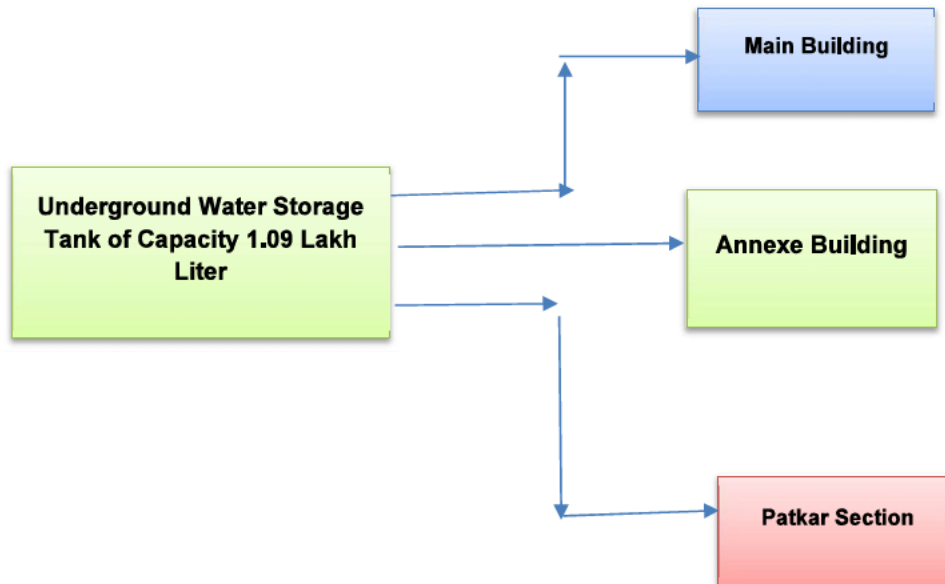 Main Building
Underground Water Storage
Tank of Capacity 1.09 Lakh
Liter
Annexe Building
Patkar Section